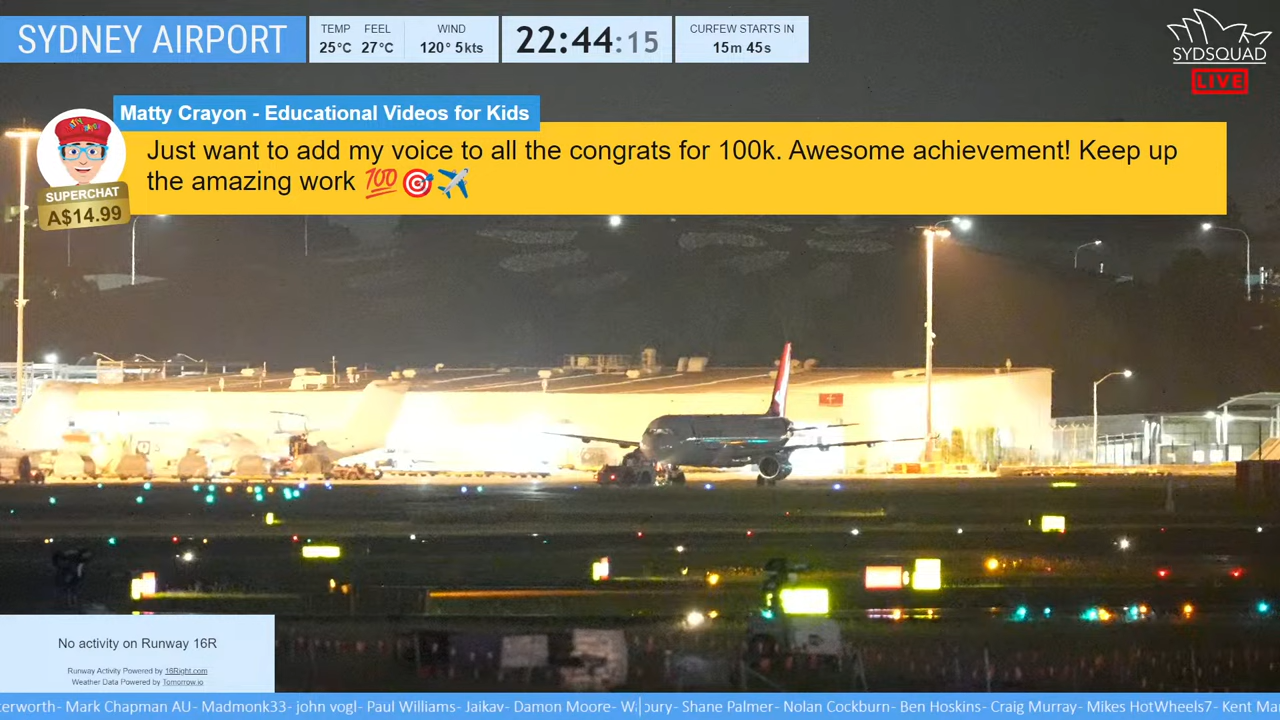 SYDNEY AIRPORT
TEMP FEEL WIND
25°C 27°C 120° 5kts
22:44:15
CURFEW STARTS IN
15m 45s
SYDSQUAD
LIVE
Matty Crayon - Educational Videos for Kids
Just want to add my voice to all the congrats for 100k. Awesome achievement! Keep up
the amazing work 💯🎯✈️
SUPERCHAT
A$14.99
No activity on Runway 16R
Runway Activity Powered by 16Right.com
Weather Data Powered by Tomorrow.io
terworth- Mark Chapman AU- Madmonk33- john vogl- Paul Williams- Jaikav- Damon Moore- W bury- Shane Palmer- Nolan Cockburn- Ben Hoskins- Craig Murray- Mikes HotWheels7- Kent Ma